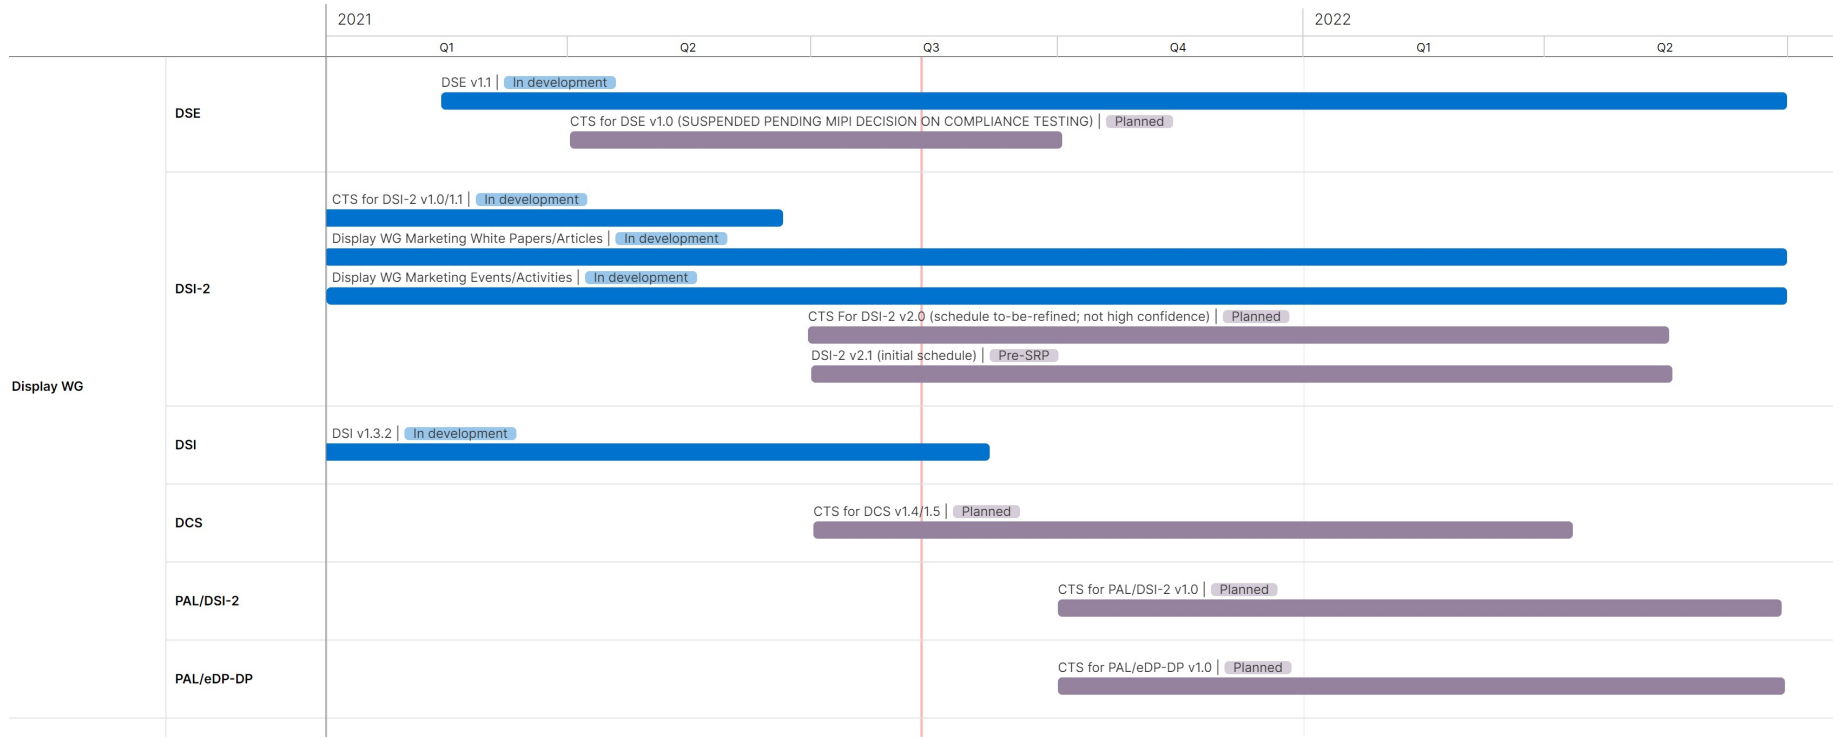 2021 2022
Q1 Q2 Q3 Q4 Q1 Q2
Display WG
DSE
DSE v1.1 | In development
CTS for DSE v1.0 (SUSPENDED PENDING MIPI DECISION ON COMPLIANCE TESTING) | Planned
DSI-2
CTS for DSI-2 v1.0/1.1 | In development
Display WG Marketing White Papers/Articles | In development
Display WG Marketing Events/Activities | In development
CTS For DSI-2 v2.0 (schedule to-be-refined; not high confidence) | Planned
DSI-2 v2.1 (initial schedule) | Pre-SRP
DSI
DSI v1.3.2 | In development
DCS
CTS for DCS v1.4/1.5 | Planned
PAL/DSI-2
CTS for PAL/DSI-2 v1.0 | Planned
PAL/eDP-DP
CTS for PAL/eDP-DP v1.0 | Planned